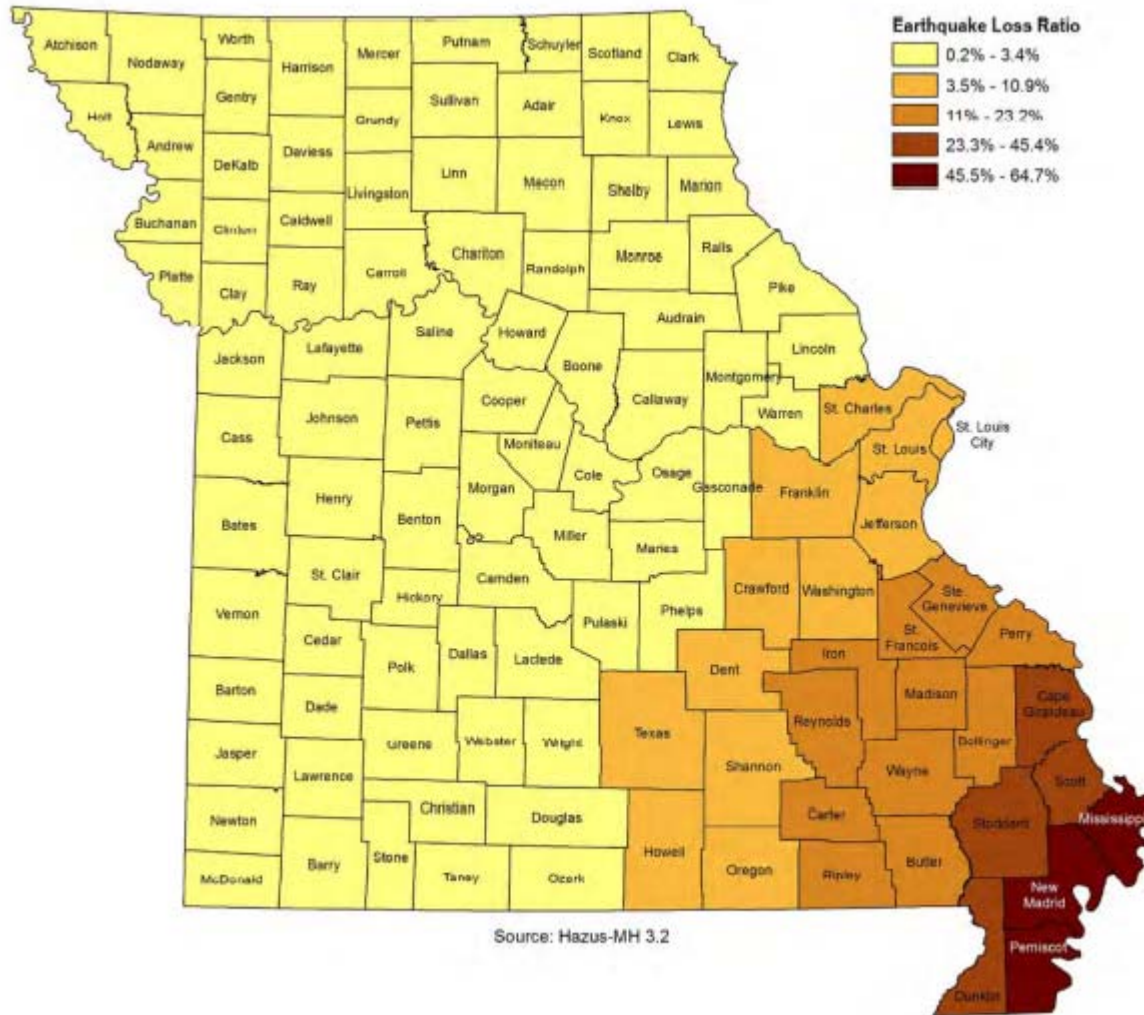 Earthquake Loss Ratio
0.2% - 3.4%
3.5% - 10.9%
11% - 23.2%
23.3% - 45.4%
45.5% - 64.7%
Atchison
Nodaway
Worth
Harrison
Mercer
Putnam
Schuyler
Scotland
Clark
Holt
Gentry
Sullivan
Adair
Knox
Lewis
Andrew
DeKalb
Daviess
Grundy
Linn
Macon
Shelby
Marion
Buchanan
Clinton
Caldwell
Livingston
Chariton
Randolph
Monroe
Ralls
Platte
Clay
Ray
Carroll
Pike
Audrain
Jackson
Lafayette
Saline
Howard
Boone
Callaway
Montgomery
Lincoln
Warren
St. Charles
St. Louis
City
St. Louis
Cass
Johnson
Pettis
Cooper
Moniteau
Cole
Osage
Gasconade
Franklin
Jefferson
Bates
Henry
Benton
Morgan
Miller
Maries
St. Clair
Camden
Crawford
Washington
Ste.
Genevieve
Vernon
Hickory
Pulaski
Phelps
St.
Francois
Perry
Cedar
Polk
Dallas
Laclede
Dent
Iron
Barton
Dade
Texas
Reynolds
Madison
Cape
Girardeau
Jasper
Greene
Webster
Wright
Shannon
Bollinger
Lawrence
Wayne
Scott
Newton
Christian
Douglas
Carter
Stoddard
Mississippi
McDonald
Barry
Stone
Taney
Ozark
Howell
Oregon
Ripley
Butler
New
Madrid
Pemiscot
Dunklin
Source: Hazus-MH 3.2